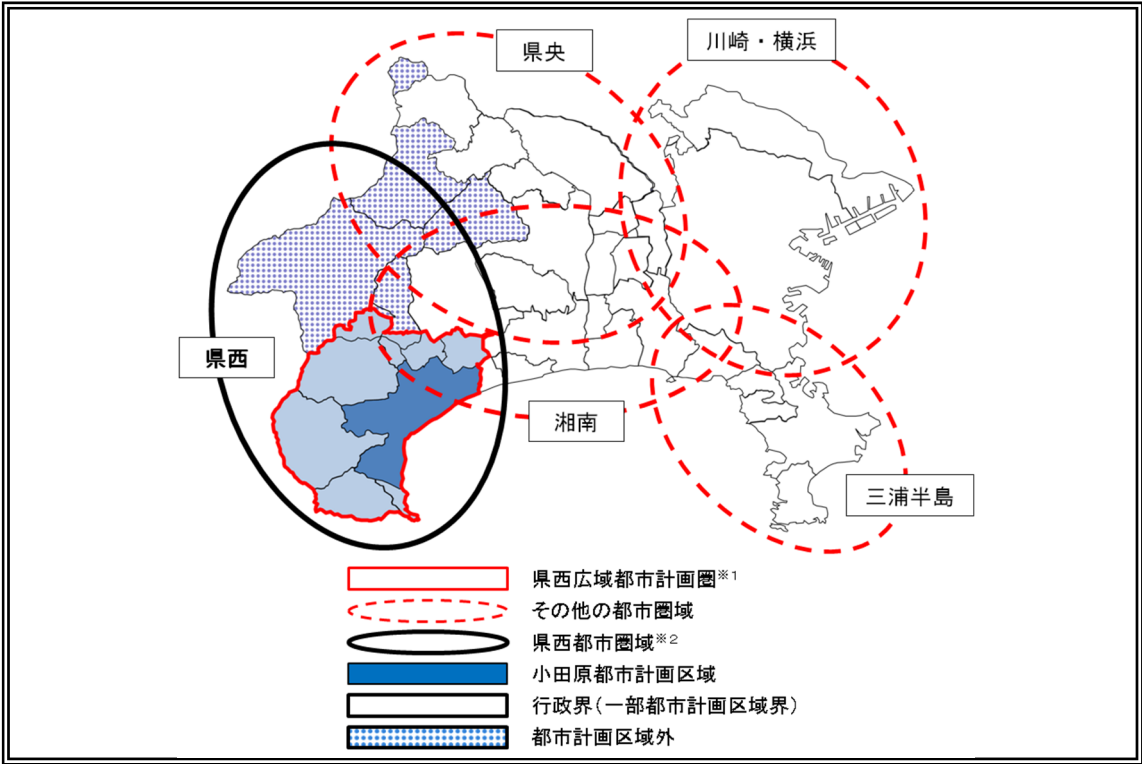 県央
川崎・横浜
県西
湘南
三浦半島
県西広域都市計画圏※1
その他の都市圏域
県西都市圏域※2
小田原都市計画区域
行政界(一部都市計画区域界)
都市計画区域外